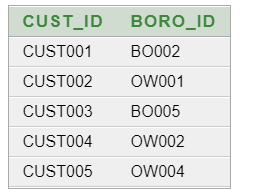 CUST_ID BORO_ID
CUST001 BO002
CUST002 OW001
CUST003 BO005
CUST004 OW002
CUST005 OW004